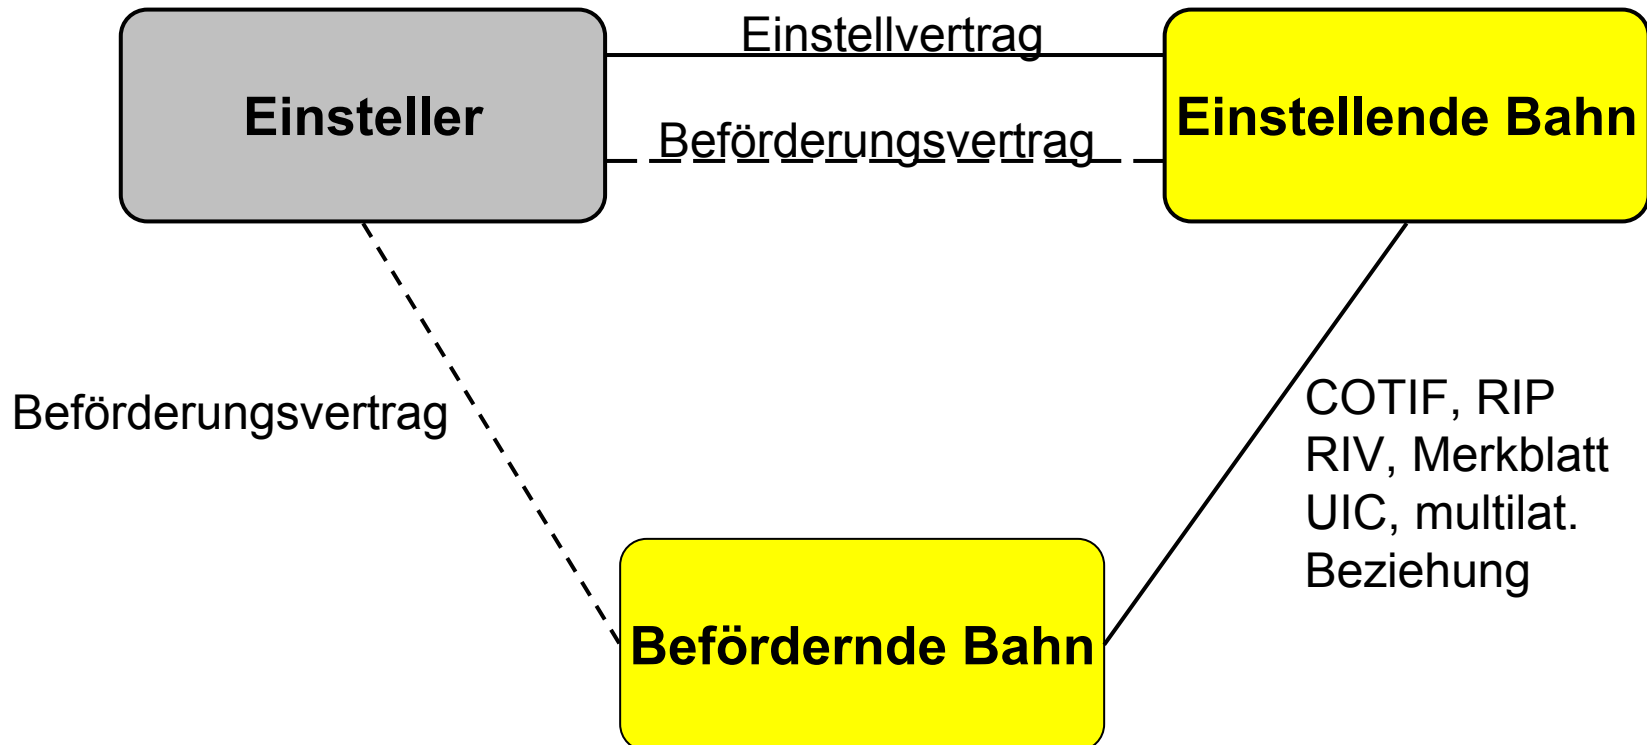 Einstellvertrag
Einsteller
Einstellende Bahn
Beförderungsvertrag
Beförderungsvertrag
COTIF, RIP
RIV, Merkblatt
UIC, multilat.
Beziehung
Befördernde Bahn